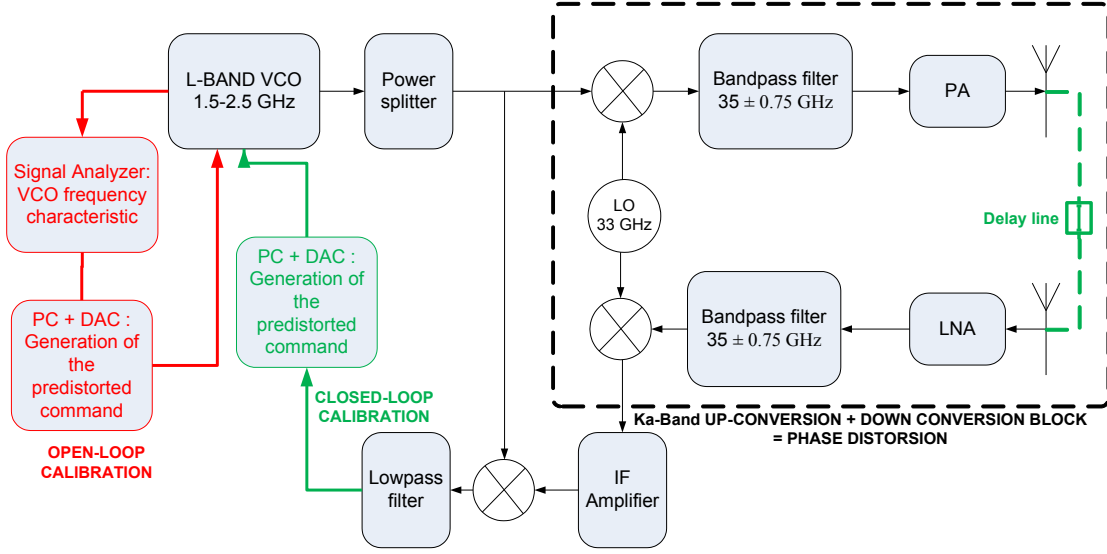 L-BAND VCO
1.5-2.5 GHz
Power
splitter
Bandpass filter
35 ± 0.75 GHz
PA
Signal Analyzer:
VCO frequency
characteristic
LO
33 GHz
Delay line
PC + DAC :
Generation of
the
predistorted
command
PC + DAC :
Generation of
the
predistorted
command
Bandpass filter
35 ± 0.75 GHz
LNA
CLOSED-LOOP
CALIBRATION
Ka-Band UP-CONVERSION + DOWN CONVERSION BLOCK
= PHASE DISTORSION
OPEN-LOOP
CALIBRATION
Lowpass
filter
IF
Amplifier